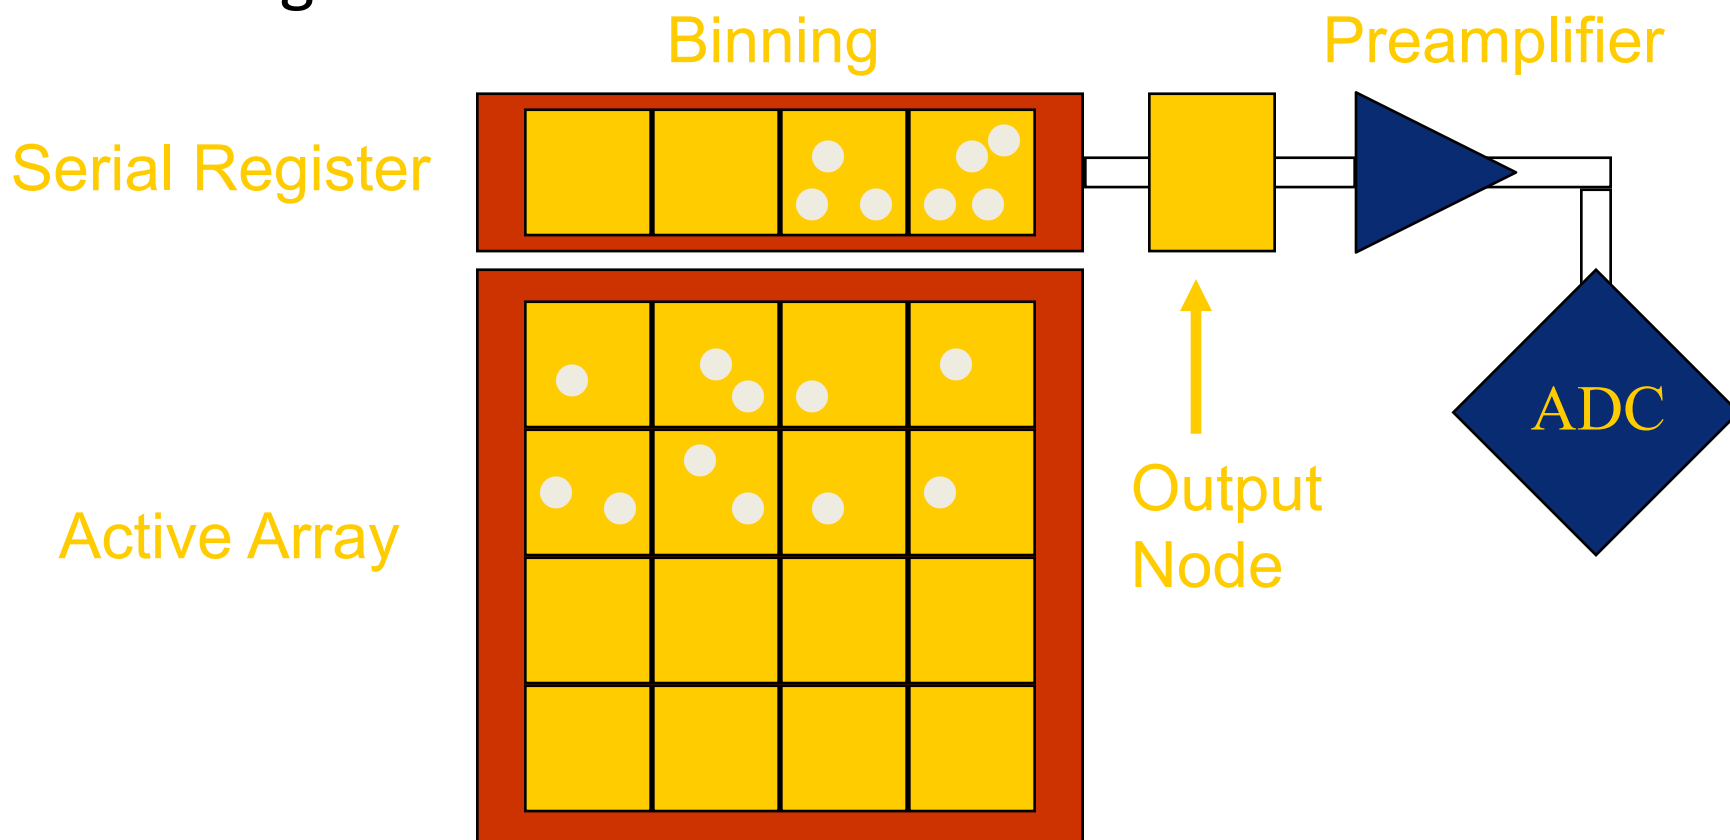 Binning
Preamplifier
Serial Register
ADC
Output
Node
Active Array